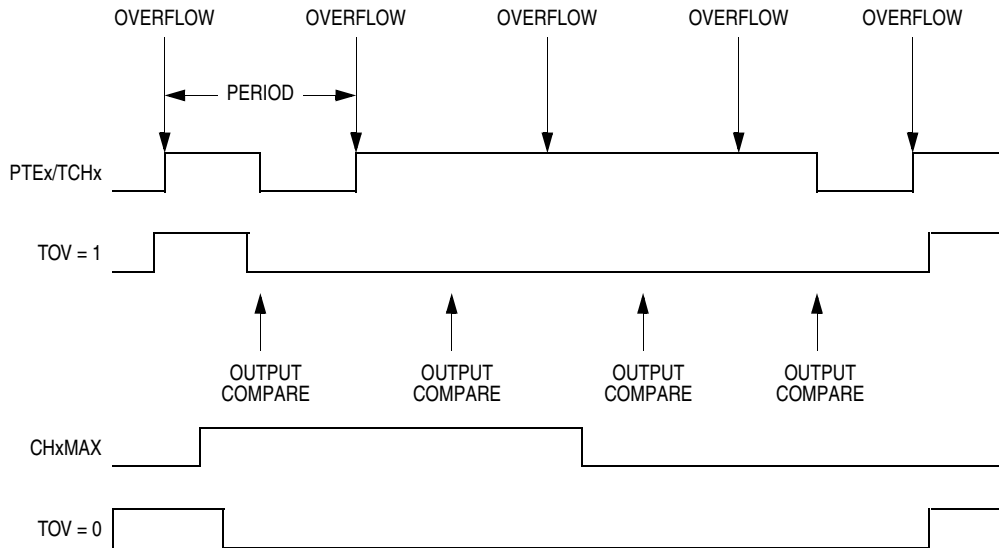 OVERFLOW OVERFLOW OVERFLOW OVERFLOW OVERFLOW
PERIOD
PTEx/TCHx
TOV = 1
OUTPUT COMPARE
OUTPUT COMPARE
OUTPUT COMPARE
OUTPUT COMPARE
CHxMAX
TOV = 0